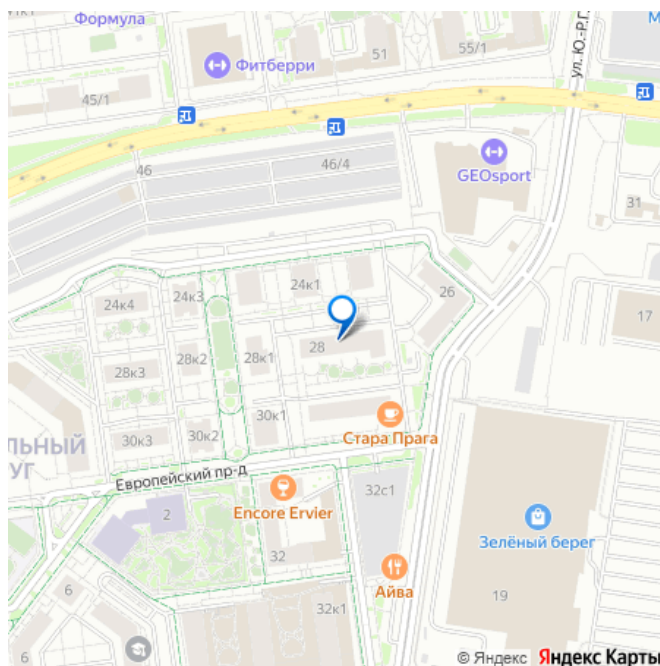 Формула
51
55/1
Фитберри
ул. Ю.-Р.Г.
45/1
46
46/4
GEOsport
31
24к1
24к3
26
24к4
17
28
28к2
28к1
28к3
30к1
Стара Прага
30к3
30к2
ЛЬНЫЙ
УГ
Европейский пр-д
32с1
Encore Ervier
2
Зелёный берег
32
Айва
19
6
32к1
6
© Яндекс Яндекс Карты